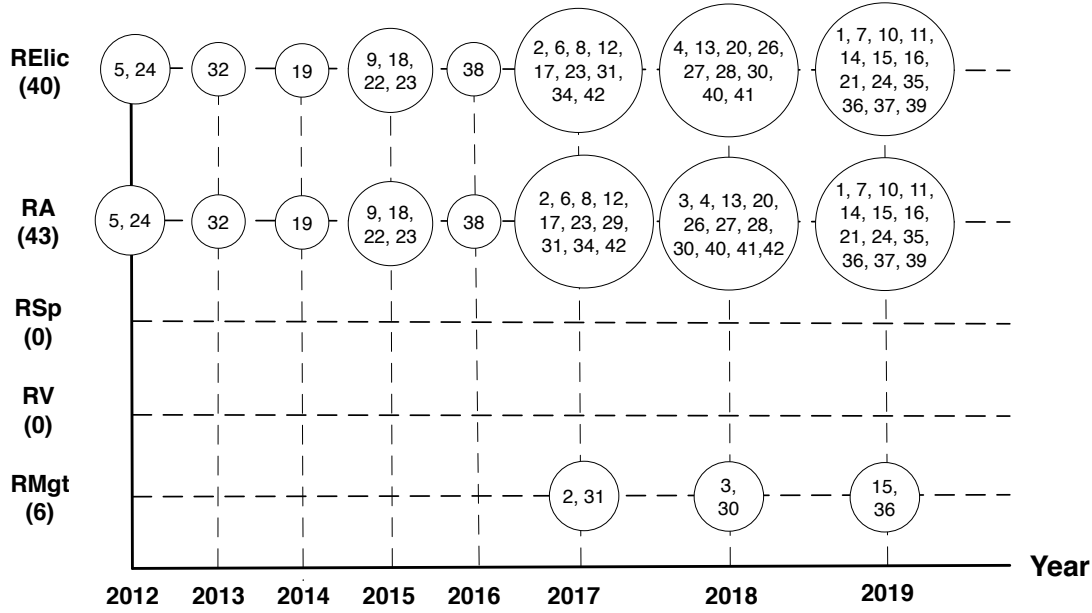 RElic
(40)
5, 24
32
19
9, 18,
22, 23
38
2, 6, 8, 12,
17, 23, 31,
34, 42
4, 13, 20, 26,
27, 28, 30,
40, 41
1, 7, 10, 11,
14, 15, 16,
21, 24, 35,
36, 37, 39
RA
(43)
5, 24
32
19
9, 18,
22, 23
38
2, 6, 8, 12,
17, 23, 29,
31, 34, 42
3, 4, 13, 20,
26, 27, 28,
30, 40, 41,42
1, 7, 10, 11,
14, 15, 16,
21, 24, 35,
36, 37, 39
RSp
(0)
RV
(0)
RMgt
(6)
2, 31
3,
30
15,
36
Year
2012 2013 2014 2015 2016 2017 2018 2019